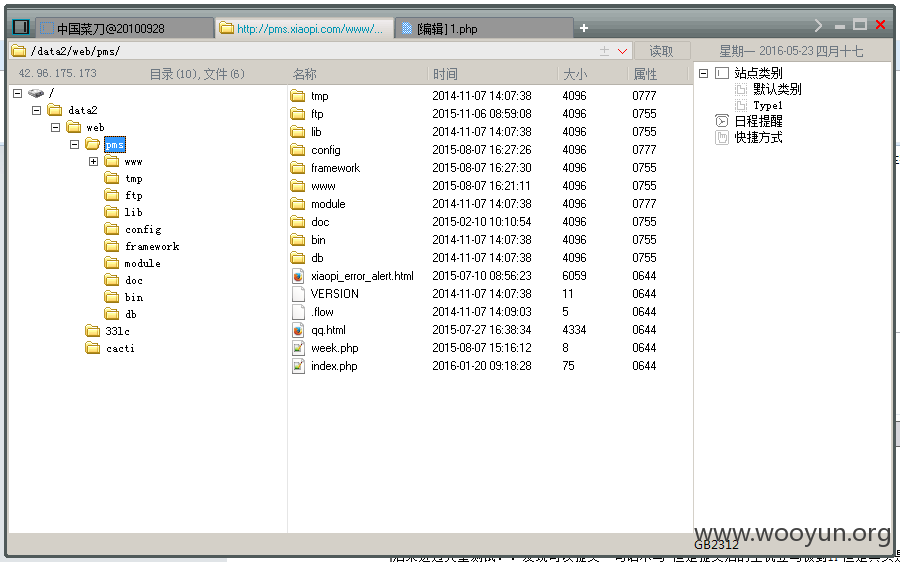 中国菜刀@20100928
http://pms.xiaopi.com/www/...
[编辑] 1.php
/data2/web/pms/
读取
星期一 2016-05-23 四月十七
42.96.175.173
目录(10),文件(6)
名称 时间 大小 属性
/
data2
web
pms
www
tmp
ftp
lib
config
framework
module
doc
bin
db
33lc
cacti
tmp 2014-11-07 14:07:38 4096 0777
ftp 2015-11-06 08:59:08 4096 0755
lib 2014-11-07 14:07:38 4096 0755
config 2015-08-07 16:27:26 4096 0777
framework 2015-08-07 16:27:30 4096 0755
www 2015-08-07 16:21:11 4096 0755
module 2014-11-07 14:07:38 4096 0777
doc 2015-02-10 10:10:54 4096 0755
bin 2014-11-07 14:07:38 4096 0755
db 2014-11-07 14:07:38 4096 0755
xiaopi_error_alert.html 2015-07-10 08:56:23 6059 0644
VERSION 2014-11-07 14:07:38 11 0644
.flow 2014-11-07 14:09:03 5 0644
qq.html 2015-07-27 16:38:34 4334 0644
week.php 2015-08-07 15:16:12 8 0644
index.php 2016-01-20 09:18:28 75 0644
站点类别
默认类别
Type1
日程提醒
快捷方式
www.wooyun.org
GB2312